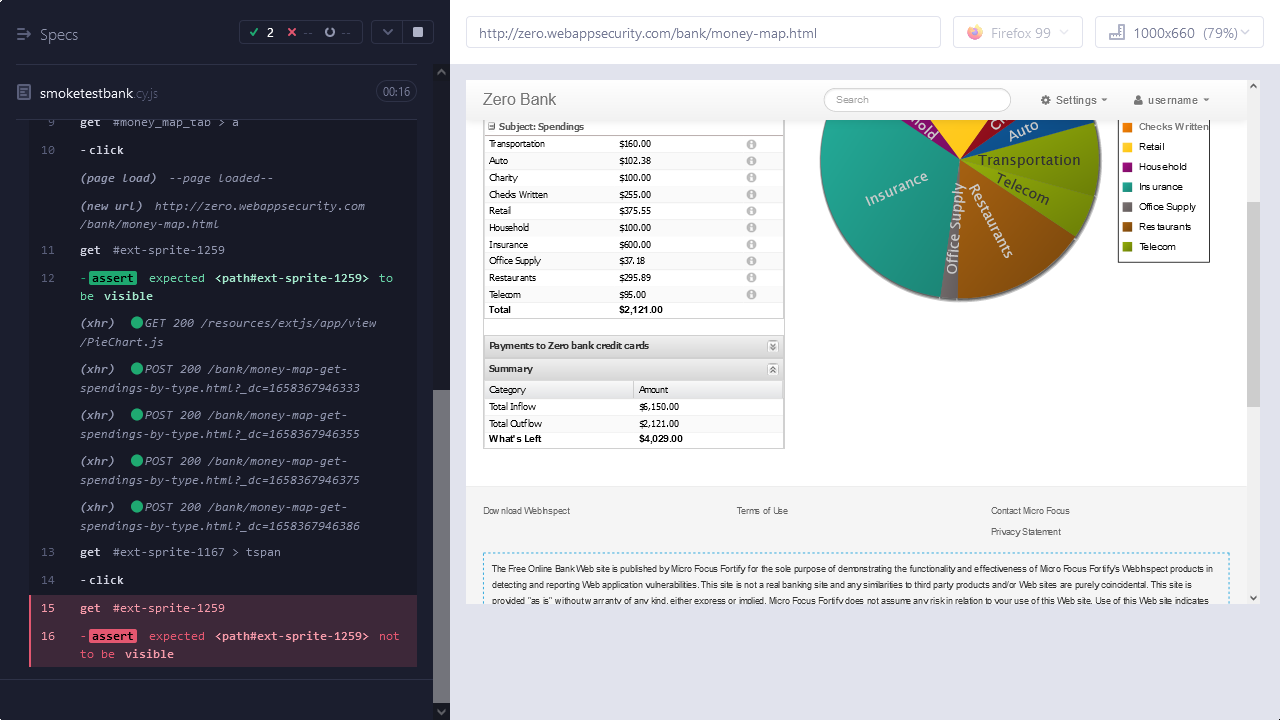 Specs
2
--
--
smoketestbank.cy.js
00:16
9 get #money_map_tab > a
10 -click
(page load) --page loaded--
(new url) http://zero.webappsecurity.com
/bank/money-map.html
11 get #ext-sprite-1259
12 -assert expected <path#ext-sprite-1259> to
be visible
(xhr) GET 200 /resources/extjs/app/view
/PieChart.js
(xhr) POST 200 /bank/money-map-get-
spendings-by-type.html?_dc=1658367946333
(xhr) POST 200 /bank/money-map-get-
spendings-by-type.html?_dc=1658367946355
(xhr) POST 200 /bank/money-map-get-
spendings-by-type.html?_dc=1658367946375
(xhr) POST 200 /bank/money-map-get-
spendings-by-type.html?_dc=1658367946386
13 get #ext-sprite-1167 > tspan
14 -click
15 get #ext-sprite-1259
16 -assert expected <path#ext-sprite-1259> not
to be visible
http://zero.webappsecurity.com/bank/money-map.html
Firefox 99
1000x660 (79%)
Zero Bank
Search
Settings
username
Subject: Spendings
Transportation $160.00
Auto $102.38
Charity $100.00
Checks Written $255.00
Retail $375.55
Household $100.00
Insurance $600.00
Office Supply $37.18
Restaurants $295.89
Telecom $95.00
Total $2,121.00
Payments to Zero bank credit cards
Summary
Category Amount
Total Inflow $6,150.00
Total Outflow $2,121.00
What's Left $4,029.00
Auto
Transportation
Telecom
Restaurants
Office Supply
Insurance
Checks Written
Retail
Household
Insurance
Office Supply
Restaurants
Telecom
Download WebInspect
Terms of Use
Contact Micro Focus
Privacy Statement
The Free Online Bank Web site is published by Micro Focus Fortify for the sole purpose of demonstrating the functionality and effectiveness of Micro Focus Fortify's WebInspect products in
detecting and reporting Web application vulnerabilities. This site is not a real banking site and any similarities to third party products and/or Web sites are purely coincidental. This site is
provided "as is" without warranty of any kind, either express or implied. Micro Focus Fortify does not assume any risk in relation to your use of this Web site. Use of this Web site indicates